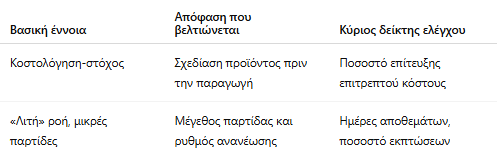 Βασική έννοια
Απόφαση που βελτιώνεται
Κύριος δείκτης ελέγχου
Κοστολόγηση-στόχος
Σχεδίαση προϊόντος πριν την παραγωγή
Ποσοστό επίτευξης επιτρεπτού κόστους
«Λιτή» ροή, μικρές παρτίδες
Μέγεθος παρτίδας και ρυθμός ανανέωσης
Ημέρες αποθεμάτων, ποσοστό εκπτώσεων